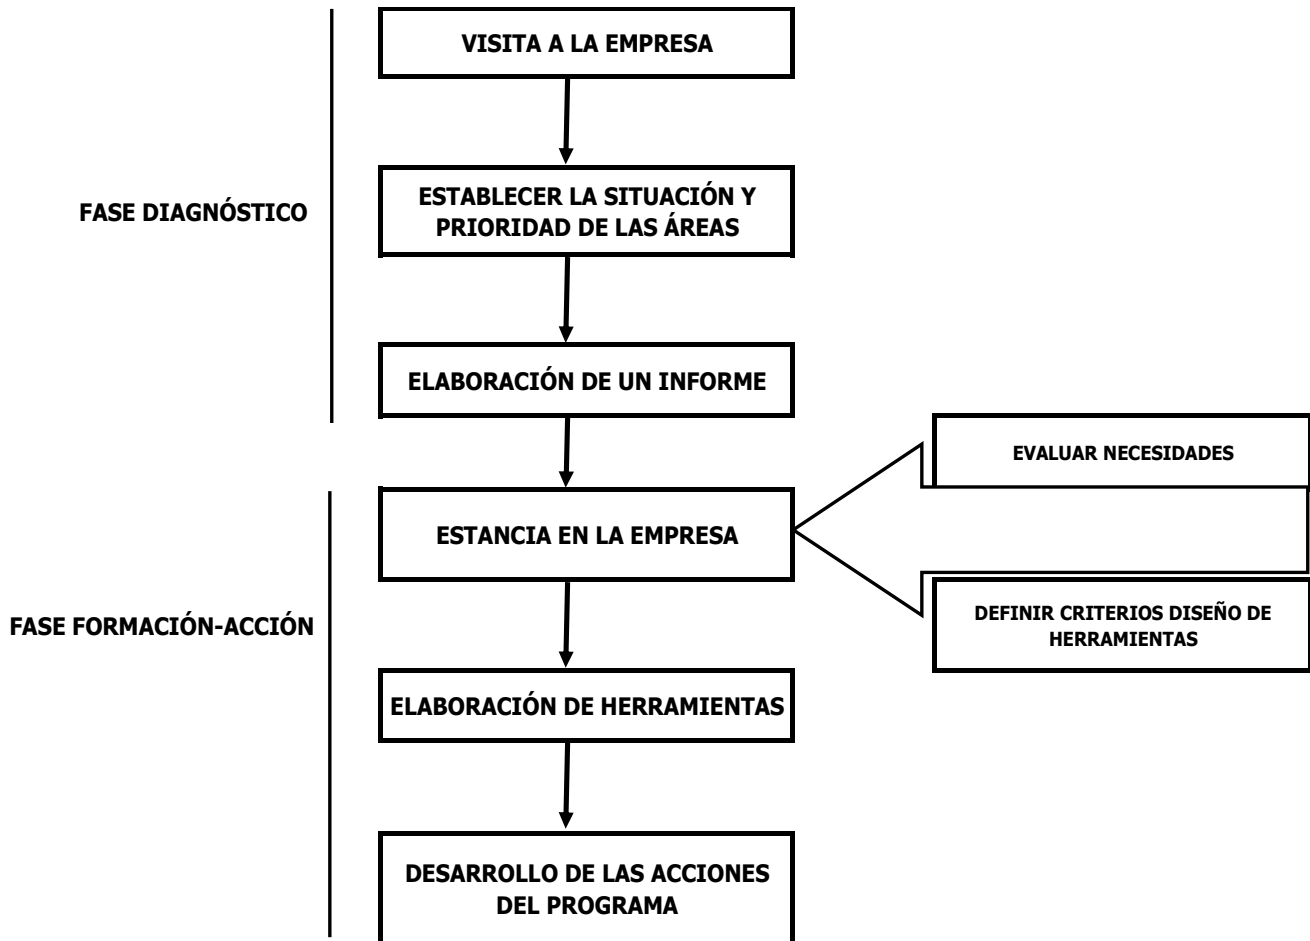 VISITA A LA EMPRESA
FASE DIAGNÓSTICO
ESTABLECER LA SITUACIÓN Y
PRIORIDAD DE LAS ÁREAS
ELABORACIÓN DE UN INFORME
EVALUAR NECESIDADES
ESTANCIA EN LA EMPRESA
DEFINIR CRITERIOS DISEÑO DE
HERRAMIENTAS
FASE FORMACIÓN-ACCIÓN
ELABORACIÓN DE HERRAMIENTAS
DESARROLLO DE LAS ACCIONES
DEL PROGRAMA